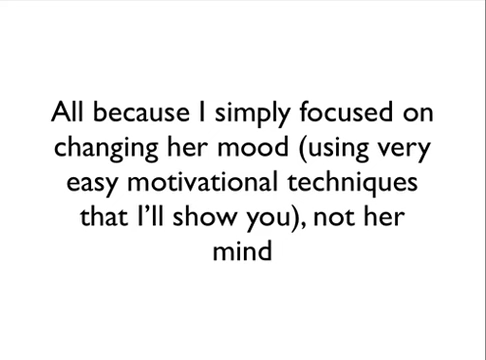 All because I simply focused on
changing her mood (using very
easy motivational techniques
that I'll show you), not her
mind